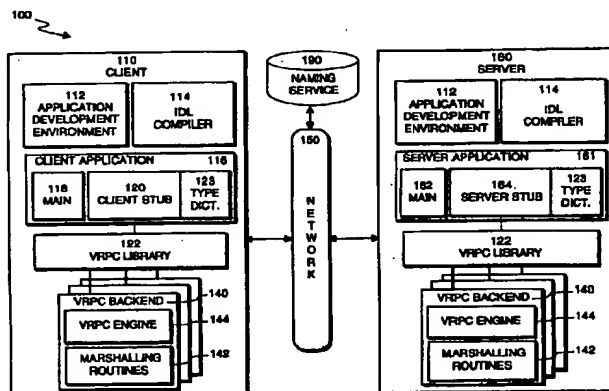 100
110
CLIENT
112
APPLICATION
DEVELOPMENT
ENVIRONMENT
114
IDL
COMPILER
CLIENT APPLICATION
116
118 MAIN
120
CLIENT STUB
123
TYPE
DICT.
122
VRPC LIBRARY
VRPC BACKEND
140
VRPC ENGINE
144
MARSHALLING
ROUTINES
142
190
NAMING
SERVICE
150
N
E
T
W
O
R
K
160
SERVER
112
APPLICATION
DEVELOPMENT
ENVIRONMENT
114
IDL
COMPILER
SERVER APPLICATION
161
162
MAIN
164.
SERVER STUB
123
TYPE
DICT.
122
VRPC LIBRARY
VRPC BACKEND
140
VRPC ENGINE
144
MARSHALLING
ROUTINES
142